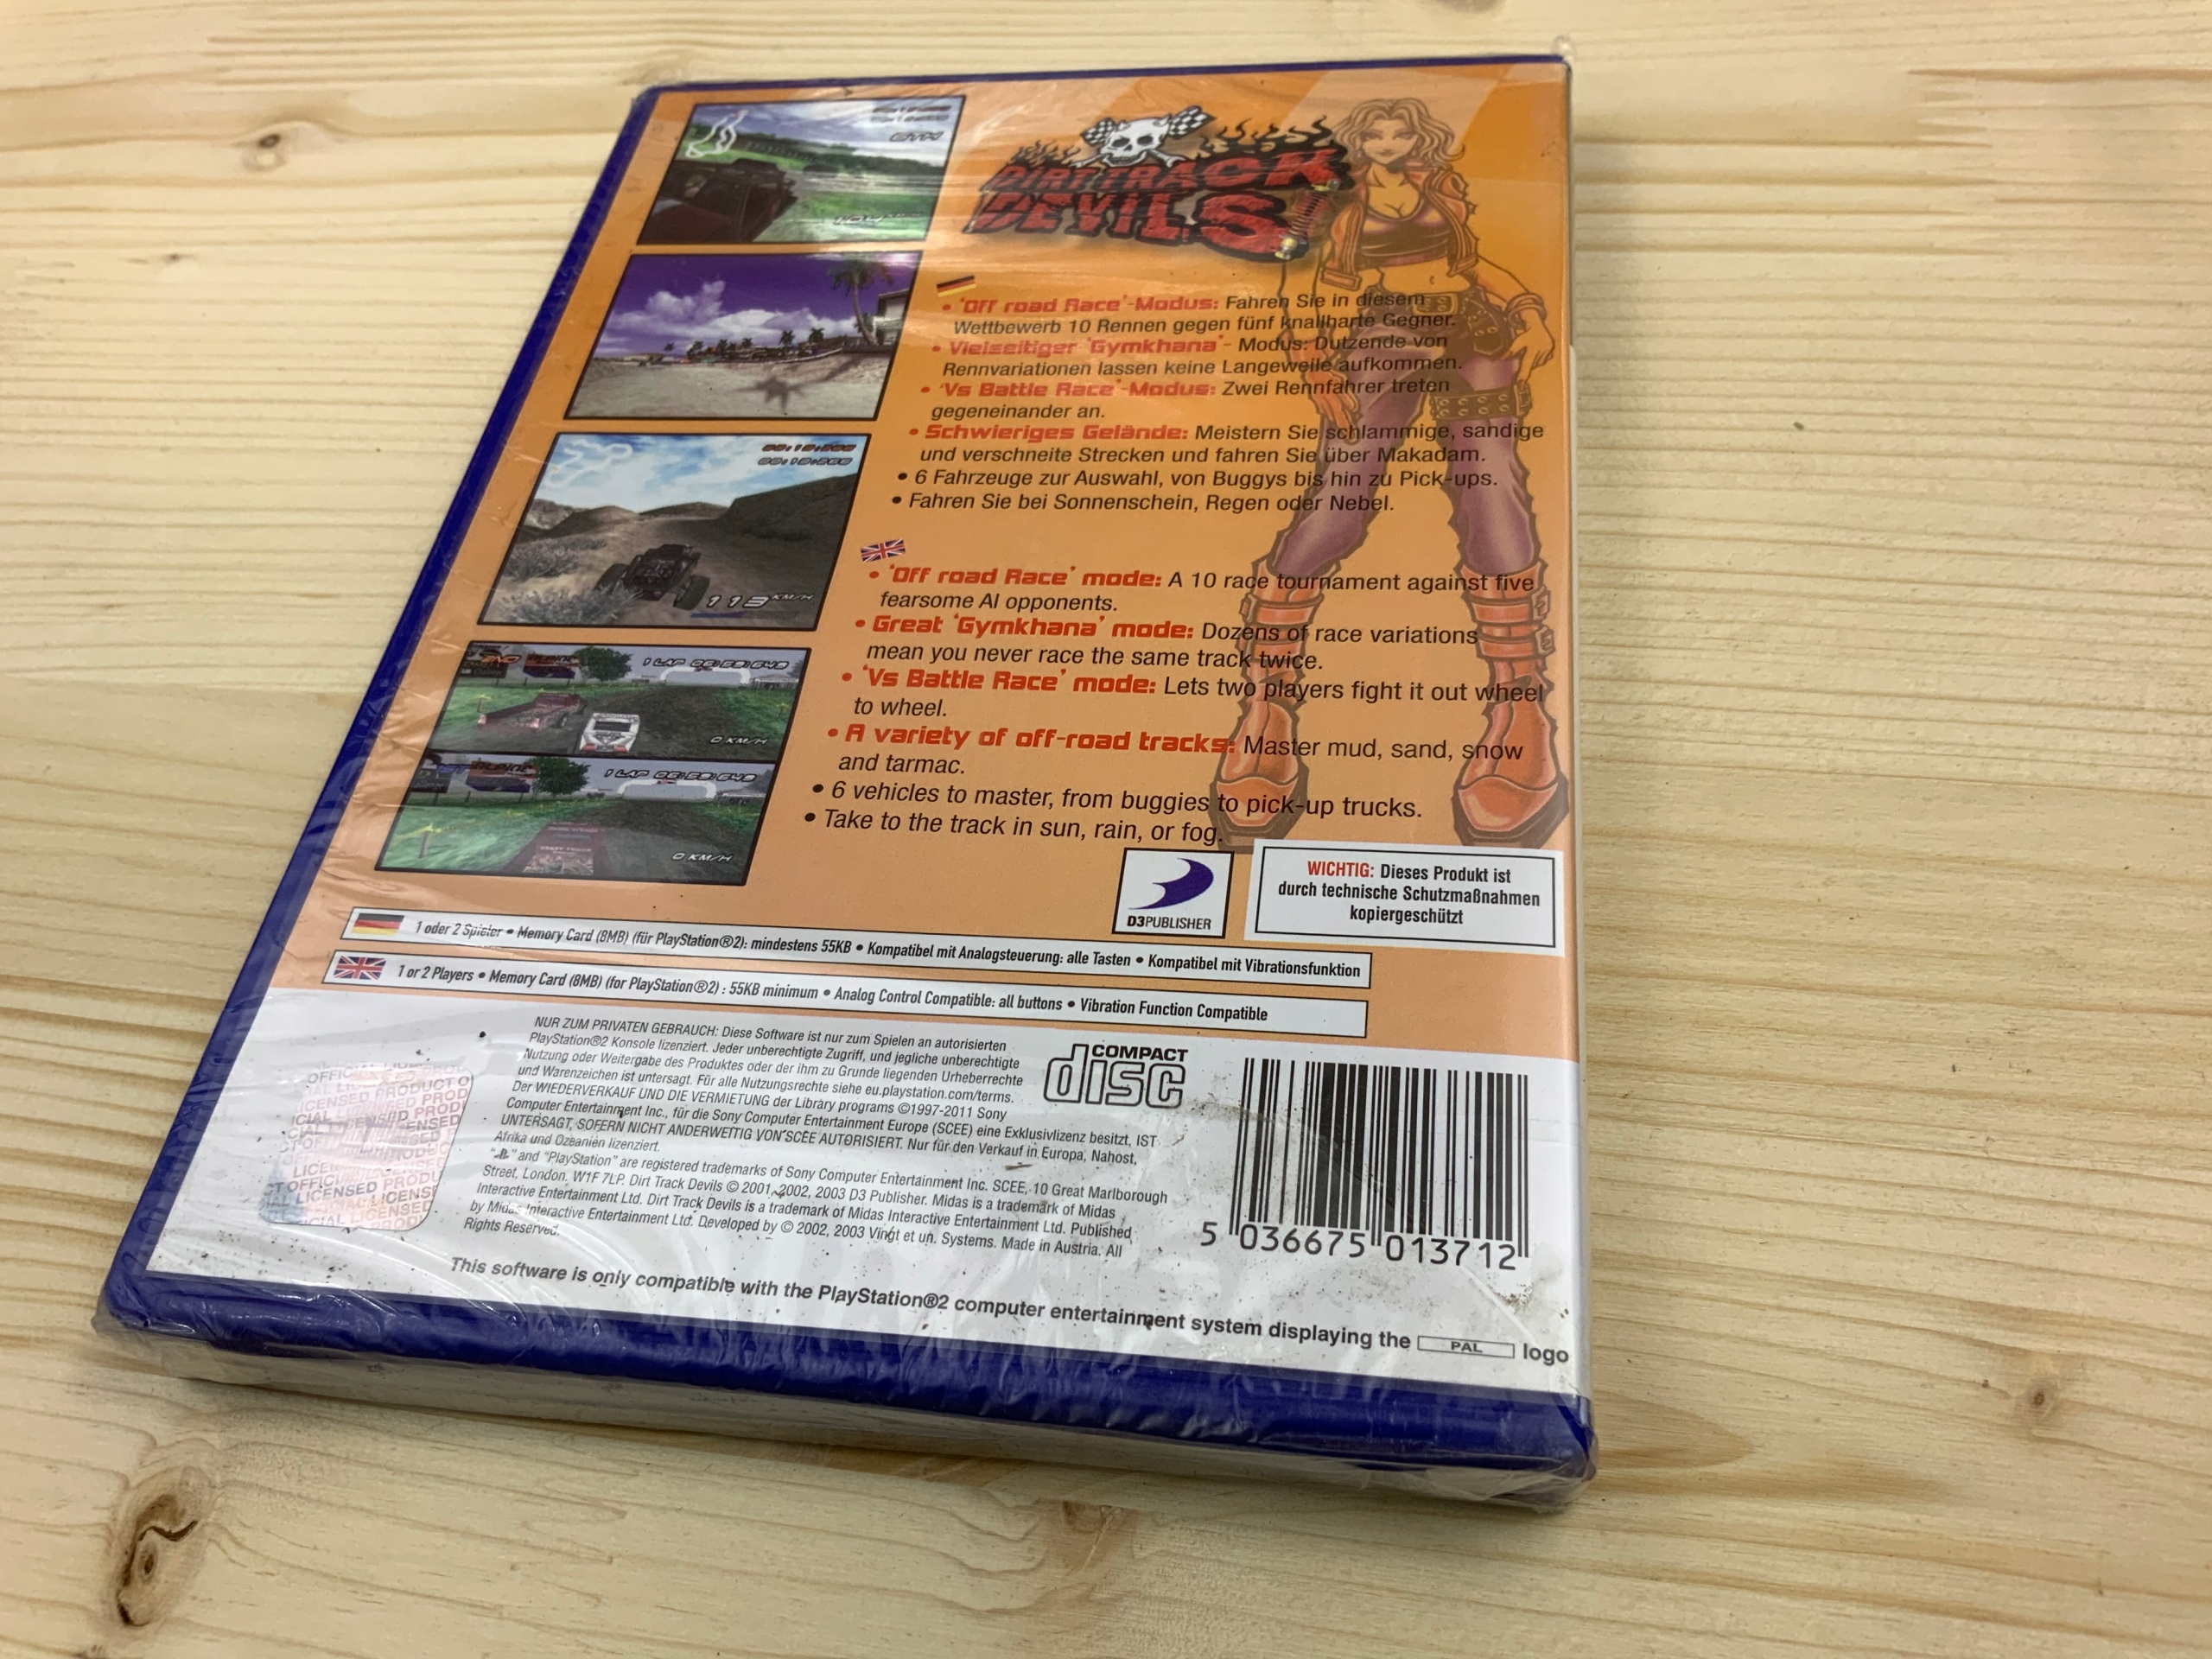 DIRT TRACK
DEVILS
• 'Off road Race'-Modus: Fahren Sie in diesem
Wettbewerb 10 Rennen gegen fünf knallharte Gegner.
• Vielseitiger 'Gymkhana'- Modus: Dutzende von
Rennvariationen lassen keine Langeweile aufkommen.
• 'Vs Battle Race'-Modus: Zwei Rennfahrer treten
gegeneinander an.
• Schwieriges Gelände: Meistern Sie schlammige, sandige
und verschneite Strecken und fahren Sie über Makadam.
• 6 Fahrzeuge zur Auswahl, von Buggys bis hin zu Pick-ups.
• Fahren Sie bei Sonnenschein, Regen oder Nebel.
• 'Off road Race' mode: A 10 race tournament against five
fearsome AI opponents.
• Great 'Gymkhana' mode: Dozens of race variations
mean you never race the same track twice.
• 'Vs Battle Race' mode: Lets two players fight it out wheel
to wheel.
• A variety of off-road tracks: Master mud, sand, snow
and tarmac.
• 6 vehicles to master, from buggies to pick-up trucks.
• Take to the track in sun, rain, or fog.
113 KM/H
1 LAP
0 KM/H
1 LAP
0 KM/H
D3PUBLISHER
WICHTIG: Dieses Produkt ist
durch technische Schutzmaßnahmen
kopiergeschützt
1 oder 2 Spieler • Memory Card (8MB) (für PlayStation®2): mindestens 55KB • Kompatibel mit Analogsteuerung: alle Tasten • Kompatibel mit Vibrationsfunktion
1 or 2 Players • Memory Card (8MB) (for PlayStation®2) : 55KB minimum • Analog Control Compatible: all buttons • Vibration Function Compatible
NUR ZUM PRIVATEN GEBRAUCH: Diese Software ist nur zum Spielen an autorisierten
PlayStation®2 Konsole lizenziert. Jeder unberechtigte Zugriff, und jegliche unberechtigte
Nutzung oder Weitergabe des Produktes oder der ihm zu Grunde liegenden Urheberrechte
und Warenzeichen ist untersagt. Für alle Nutzungsrechte siehe eu.playstation.com/terms.
Der WIEDERVERKAUF UND DIE VERMIETUNG der Library programs ©1997-2011 Sony
Computer Entertainment Inc., für die Sony Computer Entertainment Europe (SCEE) eine Exklusivlizenz besitzt, IST
UNTERSAGT, SOFERN NICHT ANDERWEITIG VON SCEE AUTORISIERT. Nur für den Verkauf in Europa, Nahost,
Afrika und Ozeanien lizenziert.
" " and "PlayStation" are registered trademarks of Sony Computer Entertainment Inc. SCEE, 10 Great Marlborough
Street, London, W1F 7LP. Dirt Track Devils © 2001, 2002, 2003 D3 Publisher. Midas is a trademark of Midas
Interactive Entertainment Ltd. Dirt Track Devils is a trademark of Midas Interactive Entertainment Ltd. Published
by Midas Interactive Entertainment Ltd. Developed by © 2002, 2003 Vingt et un. Systems. Made in Austria. All
Rights Reserved.
COMPACT
disc
OFFICIAL
LICENSED PRODUCT
5 036675 013712
This software is only compatible with the PlayStation®2 computer entertainment system displaying the PAL logo